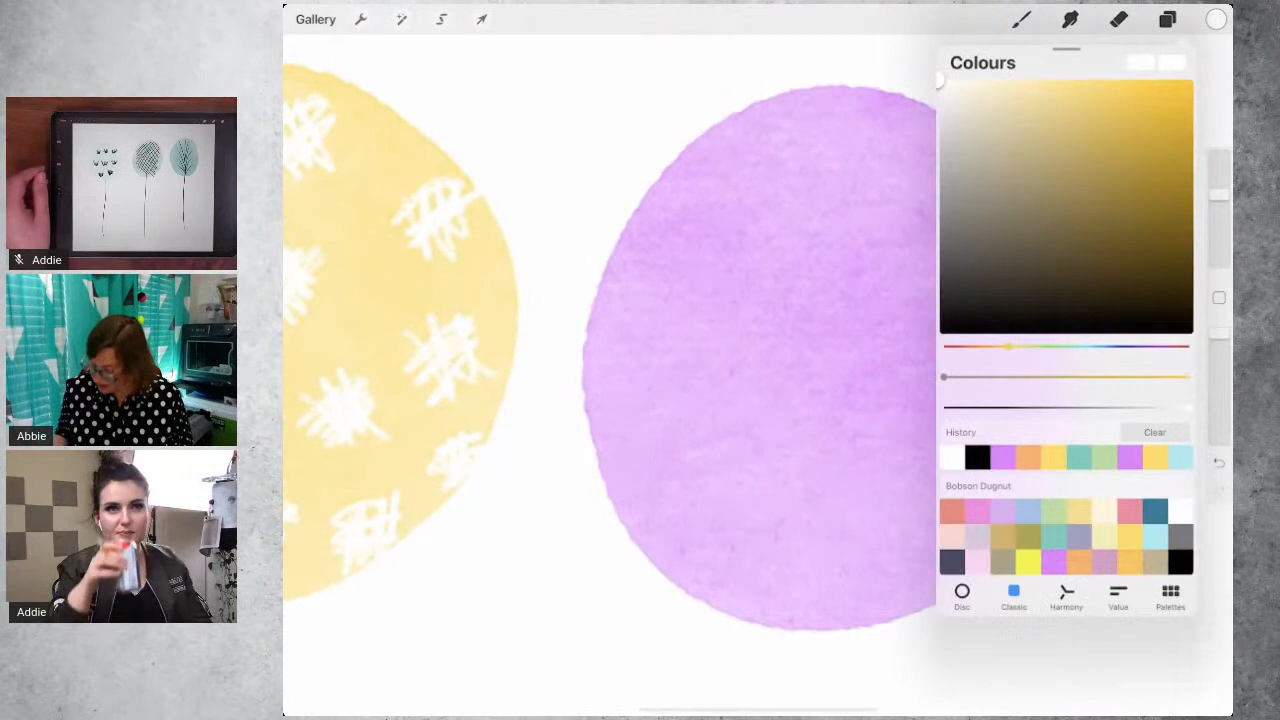 Gallery
Colours
History
Clear
Bobson Dugnut
Disc
Classic
Harmony
Value
Palettes
Addie
Abbie
Addie